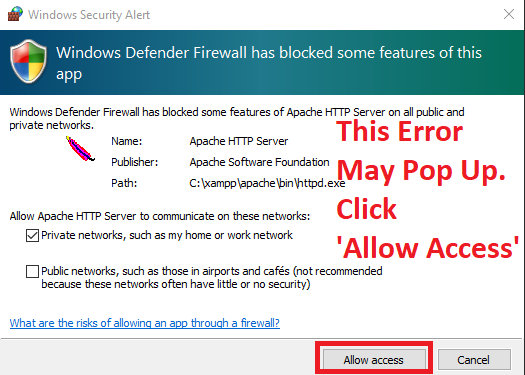 Windows Security Alert
Windows Defender Firewall has blocked some features of this
app
Windows Defender Firewall has blocked some features of Apache HTTP Server on all public and
private networks.
Name: Apache HTTP Server
Publisher: Apache Software Foundation
Path: C:\xampp\apache\bin\httpd.exe
This Error
May Pop Up.
Click
'Allow Access'
Allow Apache HTTP Server to communicate on these networks:
Private networks, such as my home or work network
Public networks, such as those in airports and cafés (not recommended
because these networks often have little or no security)
What are the risks of allowing an app through a firewall?
Allow access
Cancel